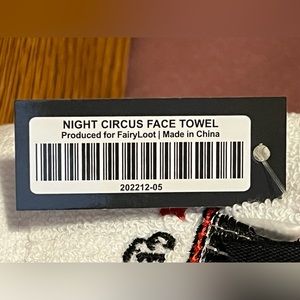 NIGHT CIRCUS FACE TOWEL
Produced for FairyLoot | Made in China
202212-05